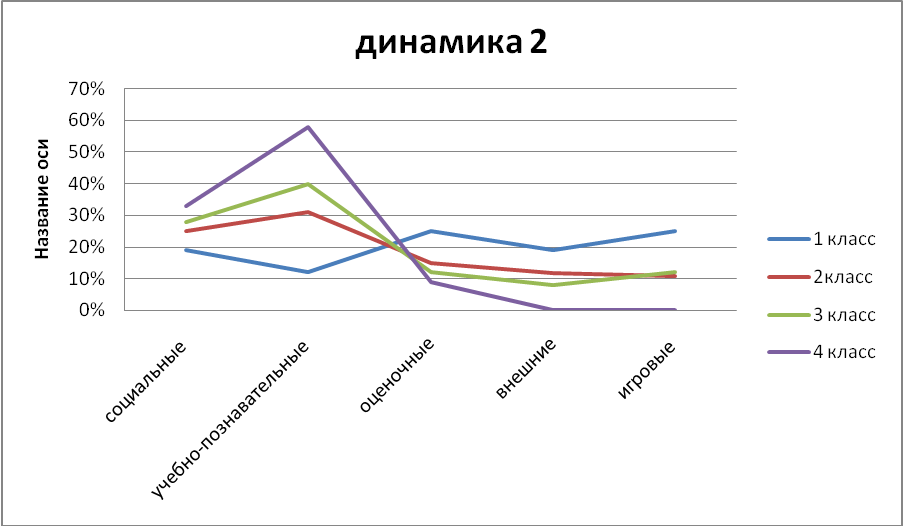 динамика 2
Название оси
70%
60%
50%
40%
30%
20%
10%
0%
социальные
учебно-познавательные
оценочные
внешние
игровые
1 класс
2класс
3 класс
4 класс